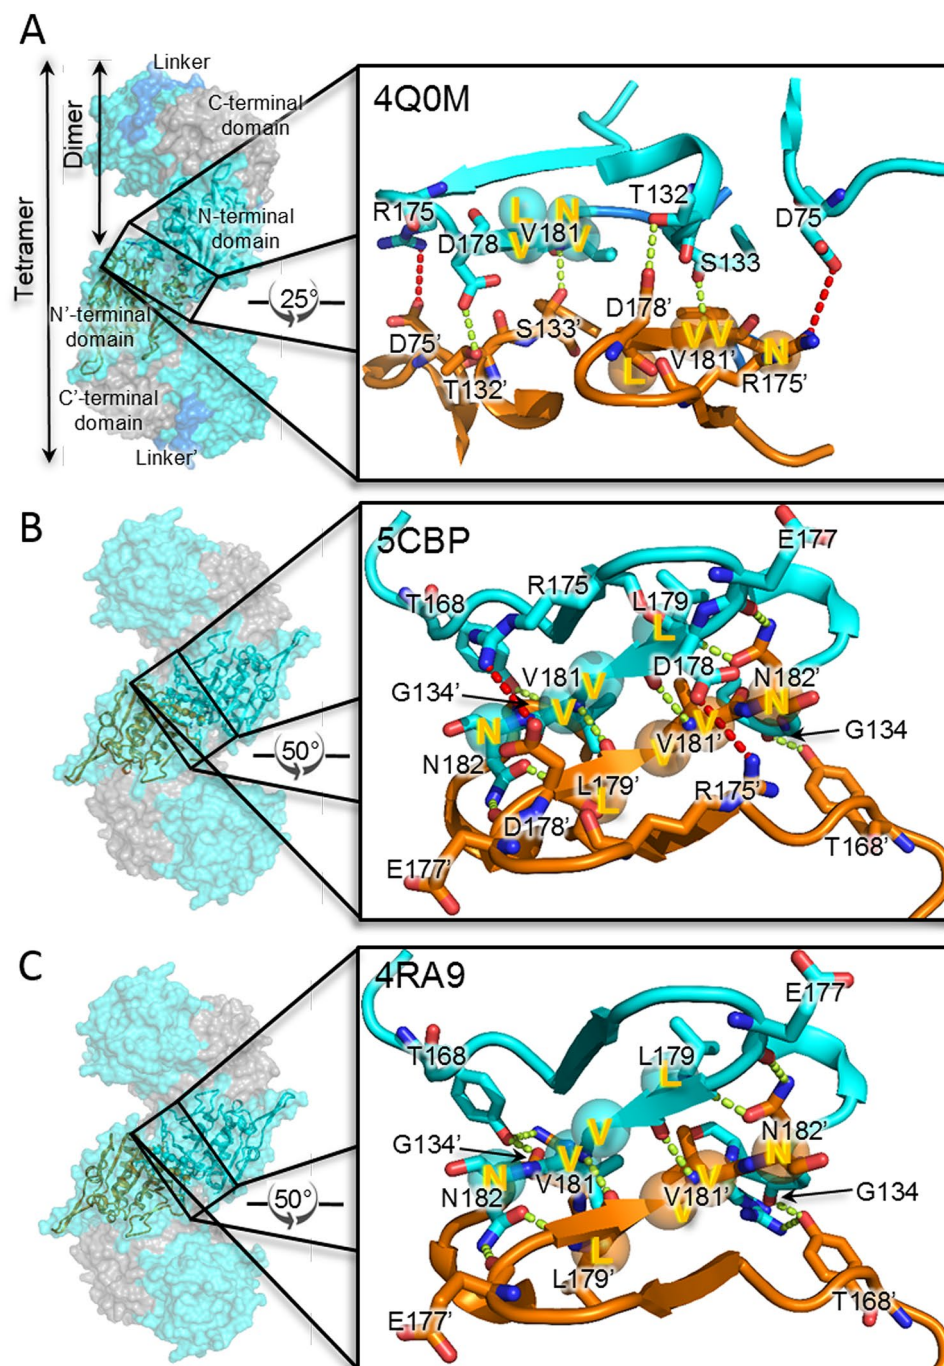 A
Linker
C-terminal
domain
Dimer
Tetramer
N-terminal
domain
25°
N'-terminal
domain
C'-terminal
domain
Linker'
4Q0M
R175
D178
L
V
V181
N
V
T132
S133
D75
D75'
T132'
S133'
D178'
L
V V
V181'
N
R175'
B
50°
5CBP
E177
T168
R175
L179
L
D178
N182'
N
V181
V
V
G134'
N
N182
V
V
V181'
G134
L179'
L
R175'
D178'
T168'
E177'
C
50°
4RA9
E177
T168
L179
L
N182'
N
G134'
V
V
V181
N
N182
V
V
V181'
G134
L
L179'
E177'
T168'